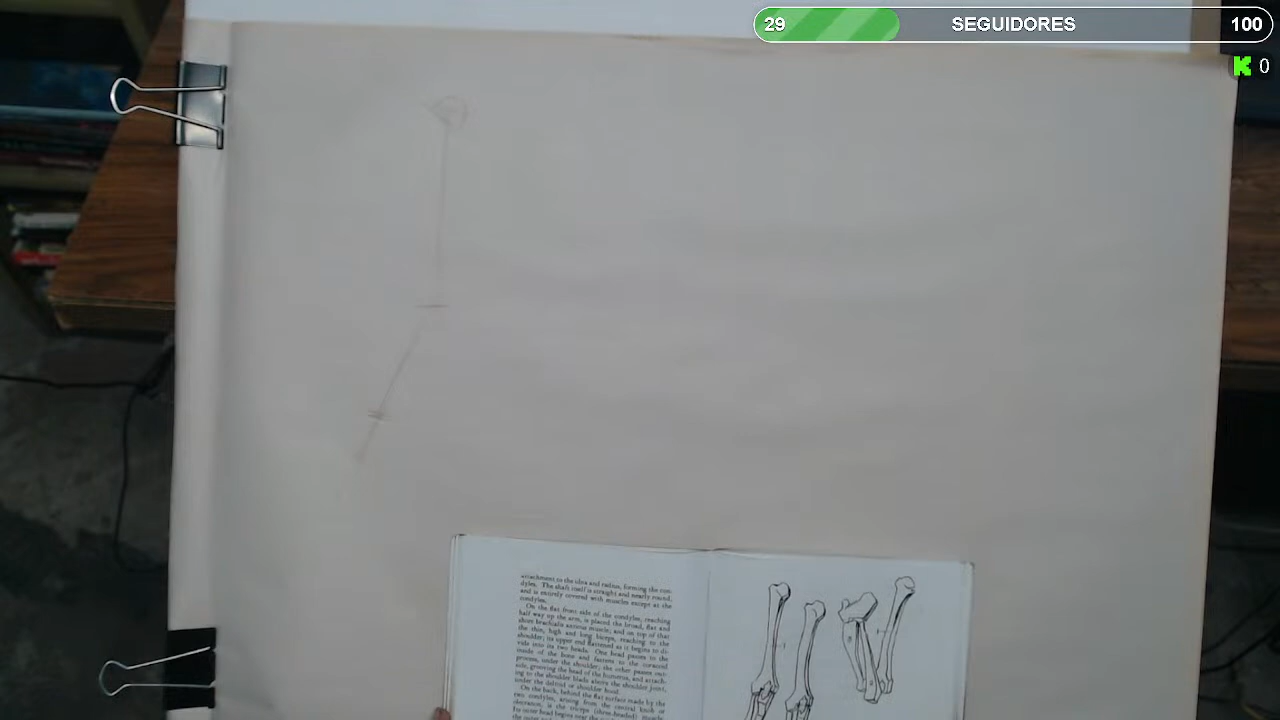 29 SEGUIDORES 100
K 0
attachment to the ulna and radius, forming the con-
dyles. The shaft itself is straight and nearly round,
and is entirely covered with muscles except at the
condyles.
On the flat front side of the condyles, reaching
half way up the arm, is placed the broad, flat and
short brachialis anticus muscle; and on top of that
the thin, high and long biceps, reaching to the
shoulder; its upper end flattened as it begins to di-
vide into its two heads. One head passes to the
inside of the bone and fastens to the coracoid
process, under the shoulder; the other passes out-
side, grooving the head of the humerus, and attach-
ing to the shoulder blade above the shoulder joint,
under the deltoid or shoulder hood.
On the back, behind the flat surface made by the
two condyles, arising from the central knob or